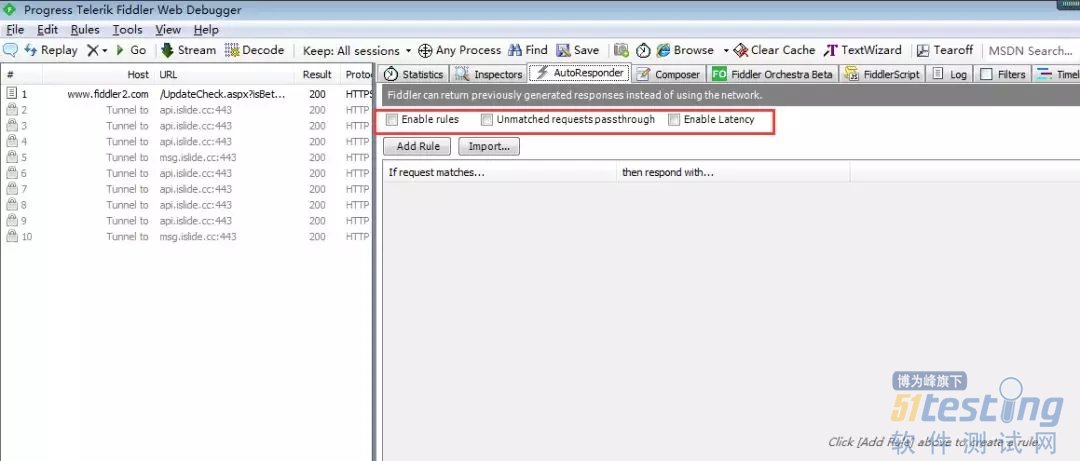 Progress Telerik Fiddler Web Debugger
File Edit Rules Tools View Help
Replay Go Stream Decode Keep: All sessions Any Process Find Save Browse Clear Cache TextWizard Tearoff MSDN Search...
# Host URL Result Protoc
Statistics Inspectors AutoResponder Composer FO Fiddler Orchestra Beta FiddlerScript Log Filters Timel
Fiddler can return previously generated responses instead of using the network.
Enable rules Unmatched requests passthrough Enable Latency
Add Rule Import...
If request matches... then respond with...
1 www.fiddler2.com /UpdateCheck.aspx?isBet... 200 HTTPS
2 Tunnel to api.islide.cc:443 200 HTTP
3 Tunnel to api.islide.cc:443 200 HTTP
4 Tunnel to api.islide.cc:443 200 HTTP
5 Tunnel to msg.islide.cc:443 200 HTTP
6 Tunnel to api.islide.cc:443 200 HTTP
7 Tunnel to api.islide.cc:443 200 HTTP
8 Tunnel to api.islide.cc:443 200 HTTP
9 Tunnel to api.islide.cc:443 200 HTTP
10 Tunnel to msg.islide.cc:443 200 HTTP
博为峰旗下
51testing
软件测试网
Click [Add Rule] above to create a rule.